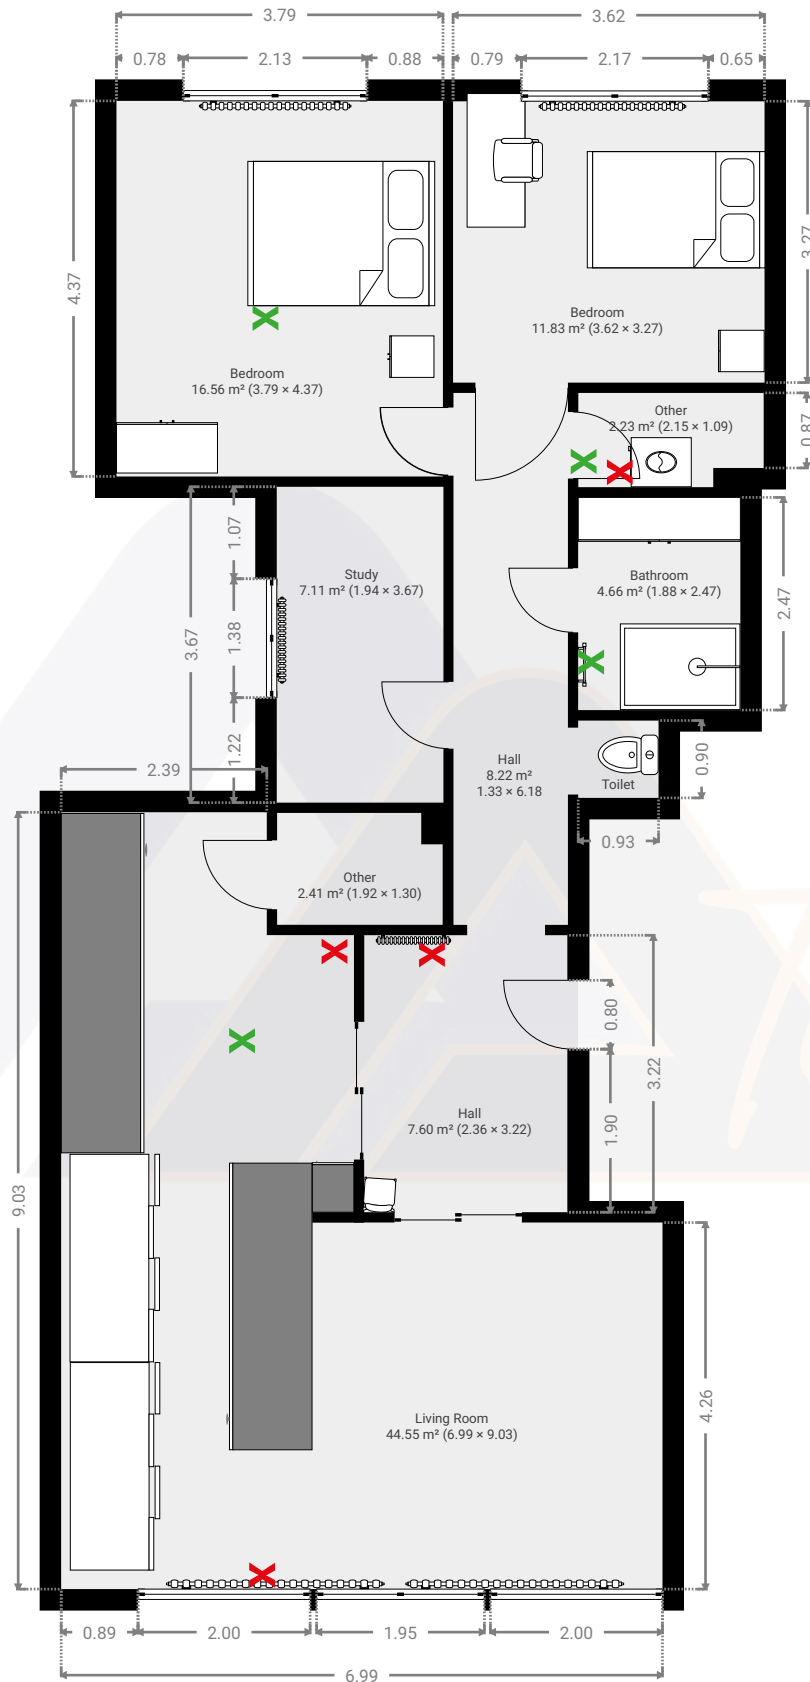 3.79
3.62
0.78
2.13
0.88
0.79
2.17
0.65
4.37
3.27
Bedroom
11.83 m² (3.62 × 3.27)
Bedroom
16.56 m² (3.79 × 4.37)
Other
2.23 m² (2.15 × 1.09)
0.87
X
X
X
1.07
Study
7.11 m² (1.94 × 3.67)
Bathroom
4.66 m² (1.88 × 2.47)
2.47
3.67
1.38
X
1.22
2.39
Hall
8.22 m²
1.33 × 6.18
Toilet
0.90
0.93
Other
2.41 m² (1.92 × 1.30)
X
X
X
0.80
3.22
Hall
7.60 m² (2.36 × 3.22)
1.90
9.03
4.26
Living Room
44.55 m² (6.99 × 9.03)
X
0.89
2.00
1.95
2.00
6.99